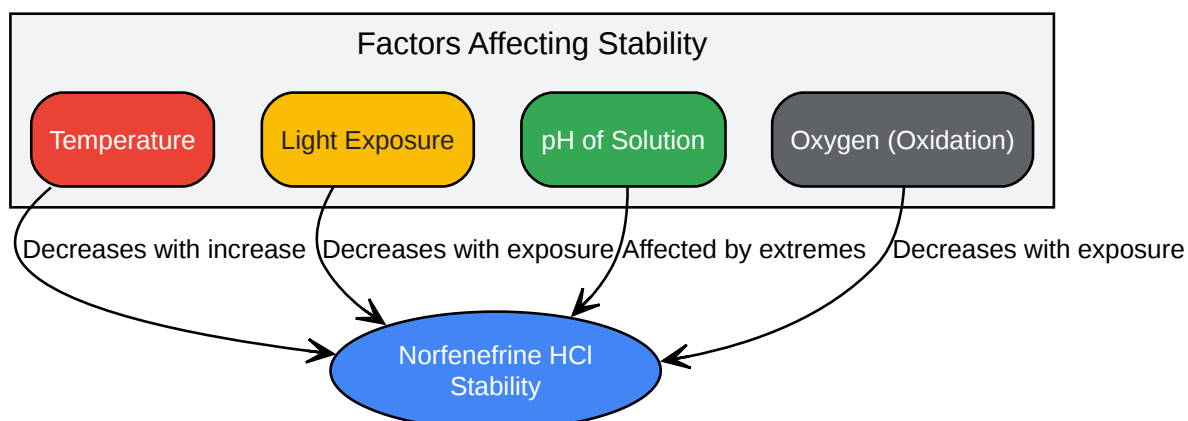 Factors Affecting Stability
Temperature
Light Exposure
pH of Solution
Oxygen (Oxidation)
Decreases with increase
Decreases with exposure
Affected by extremes
Decreases with exposure
Norfenefrine HCl
Stability